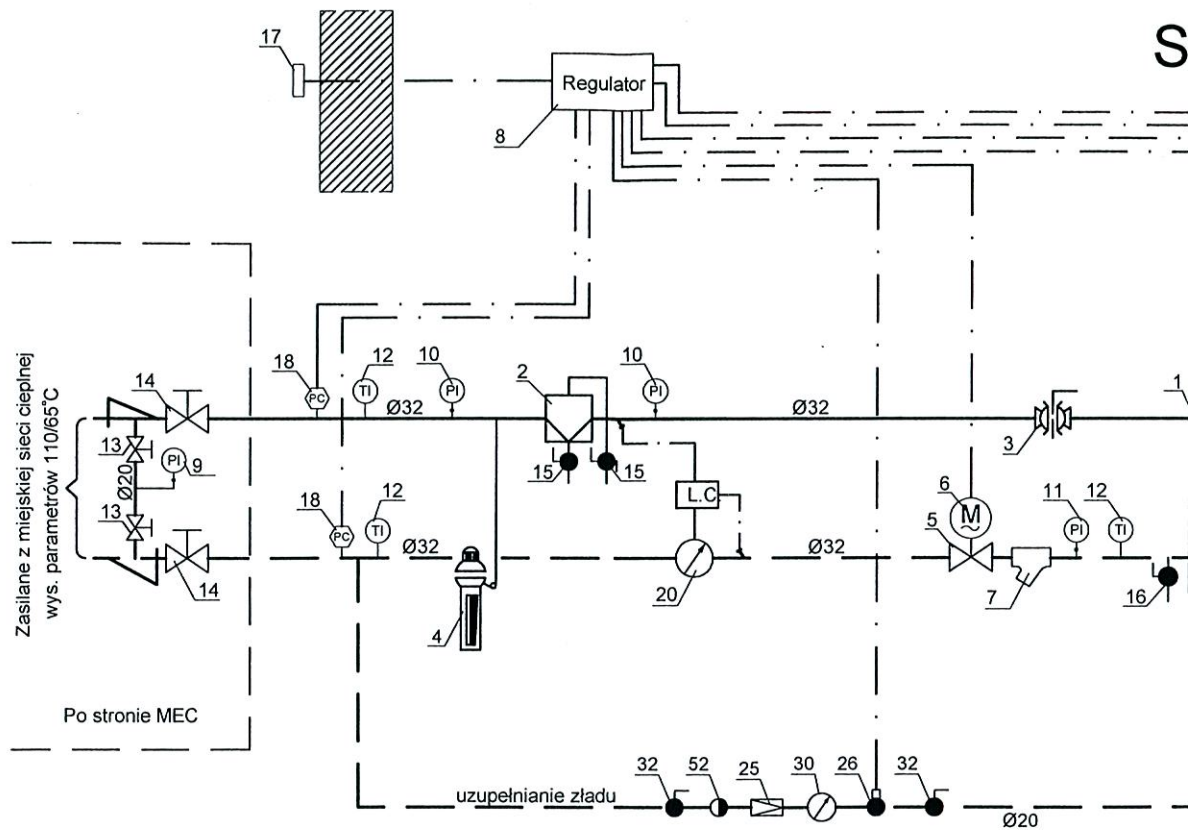 S
17
Regulator
8
Zasilane z miejskiej sieci cieplnej
wys. parametrów 110/65°C
14
18
PC
12
TI
10
PI
2
10
PI
1
Ø32
Ø32
13
PI
9
Ø20
15
15
3
L.C
13
18
PC
12
TI
6
M
~
5
11
PI
12
TI
Ø32
Ø32
14
4
20
7
16
Po stronie MEC
32
52
25
30
26
32
uzupełnianie zładu
Ø20